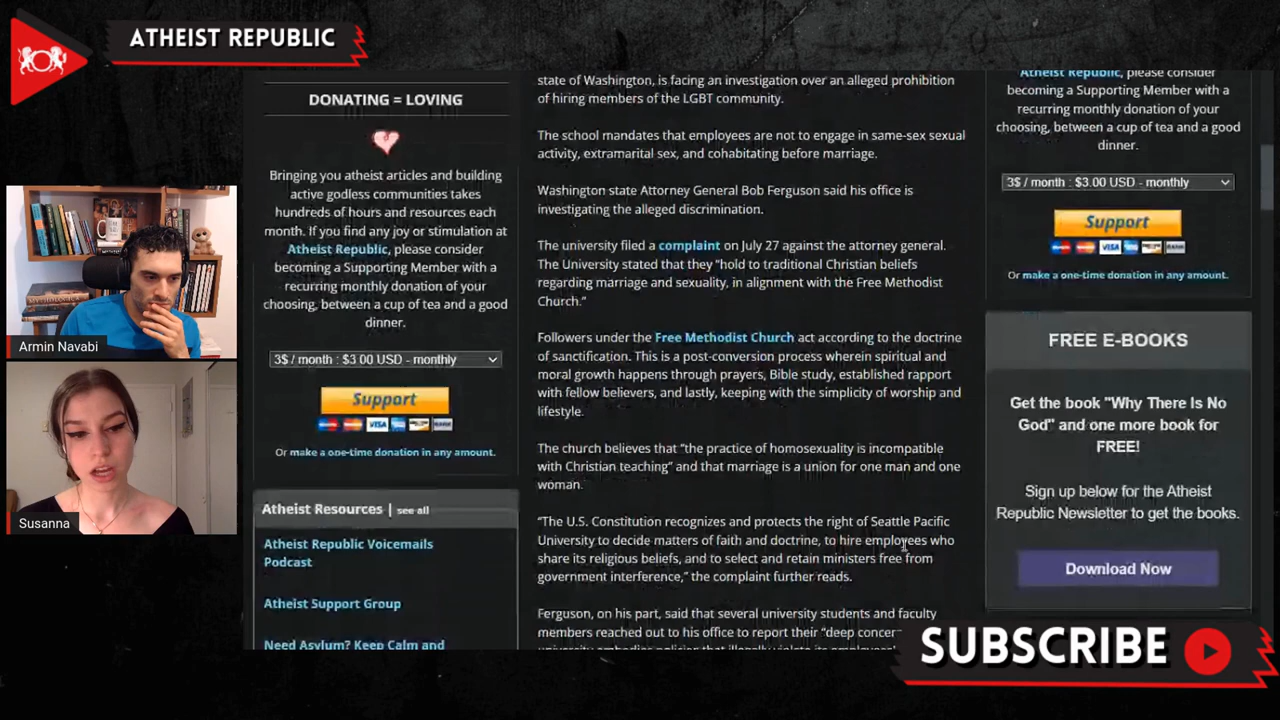 ATHEIST REPUBLIC
DONATING = LOVING
Bringing you atheist articles and building
active godless communities takes
hundreds of hours and resources each
month. If you find any joy or stimulation at
Atheist Republic, please consider
becoming a Supporting Member with a
recurring monthly donation of your
choosing, between a cup of tea and a good
dinner.
3$ / month : $3.00 USD - monthly
Support
VISA
Or make a one-time donation in any amount.
Atheist Resources | see all
Atheist Republic Voicemails
Podcast
Atheist Support Group
Need Asylum? Keep Calm and
state of Washington, is facing an investigation over an alleged prohibition
of hiring members of the LGBT community.
The school mandates that employees are not to engage in same-sex sexual
activity, extramarital sex, and cohabitating before marriage.
Washington state Attorney General Bob Ferguson said his office is
investigating the alleged discrimination.
The university filed a complaint on July 27 against the attorney general.
The University stated that they "hold to traditional Christian beliefs
regarding marriage and sexuality, in alignment with the Free Methodist
Church."
Followers under the Free Methodist Church act according to the doctrine
of sanctification. This is a post-conversion process wherein spiritual and
moral growth happens through prayers, Bible study, established rapport
with fellow believers, and lastly, keeping with the simplicity of worship and
lifestyle.
The church believes that "the practice of homosexuality is incompatible
with Christian teaching" and that marriage is a union for one man and one
woman.
"The U.S. Constitution recognizes and protects the right of Seattle Pacific
University to decide matters of faith and doctrine, to hire employees who
share its religious beliefs, and to select and retain ministers free from
government interference," the complaint further reads.
Ferguson, on his part, said that several university students and faculty
members reached out to his office to report their "deep concer
Atheist Republic, please consider
becoming a Supporting Member with a
recurring monthly donation of your
choosing, between a cup of tea and a good
dinner.
3$ / month : $3.00 USD - monthly
Support
VISA
Or make a one-time donation in any amount.
FREE E-BOOKS
Get the book "Why There Is No
God" and one more book for
FREE!
Sign up below for the Atheist
Republic Newsletter to get the books.
Download Now
Armin Navabi
Susanna
SUBSCRIBE